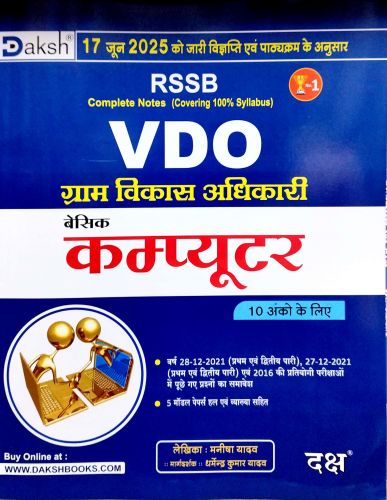 Daksh®
17 जून 2025 को जारी विज्ञप्ति एवं पाठ्यक्रम के अनुसार
RSSB
Complete Notes (Covering 100% Syllabus)
VDO
ग्राम विकास अधिकारी
बेसिक
कम्प्यूटर
10 अंको के लिए
वर्ष 28-12-2021 (प्रथम एवं द्वितीय पारी), 27-12-2021
(प्रथम एवं द्वितीय पारी) एवं 2016 की प्रतियोगी परीक्षाओं
में पूछे गए प्रश्नों का समावेश
5 मॉडल पेपर्स हल एवं व्याख्या सहित
Buy Online at :
WWW.DAKSHBOOKS.COM
लेखिका : मनीषा यादव
:: मार्गदर्शक : धर्मेन्द्र कुमार यादव ::
दक्ष®